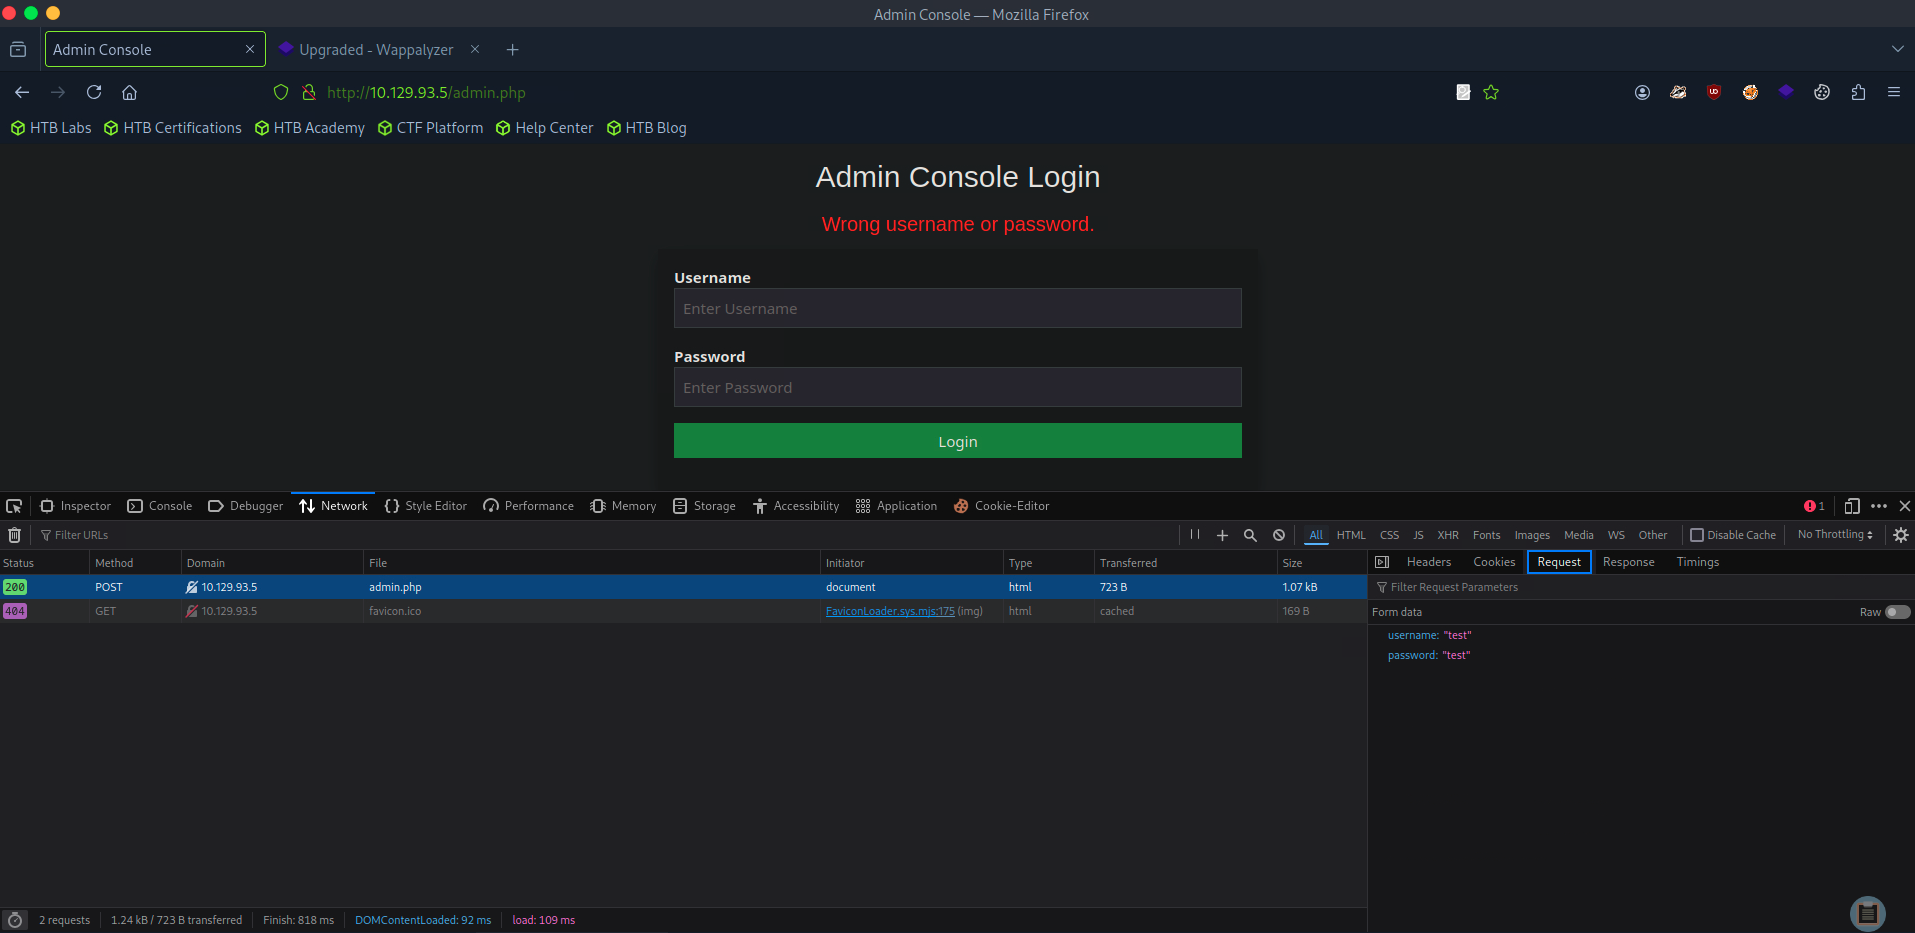 Admin Console — Mozilla Firefox
Admin Console
Upgraded - Wappalyzer
http://10.129.93.5/admin.php
HTB Labs HTB Certifications HTB Academy CTF Platform Help Center HTB Blog
Admin Console Login
Wrong username or password.
Username
Enter Username
Password
Enter Password
Login
Inspector Console Debugger Network Style Editor Performance Memory Storage Accessibility Application Cookie-Editor 1
Filter URLs All HTML CSS JS XHR Fonts Images Media WS Other Disable Cache No Throttling
Status Method Domain File Initiator Type Transferred Size
200 POST 10.129.93.5 admin.php document html 723 B 1.07 kB
404 GET 10.129.93.5 favicon.ico FaviconLoader.sys.mjs:175 (img) html cached 169 B
Headers Cookies Request Response Timings
Filter Request Parameters
Form data Raw
username: "test"
password: "test"
2 requests 1.24 kB / 723 B transferred Finish: 818 ms DOMContentLoaded: 92 ms load: 109 ms